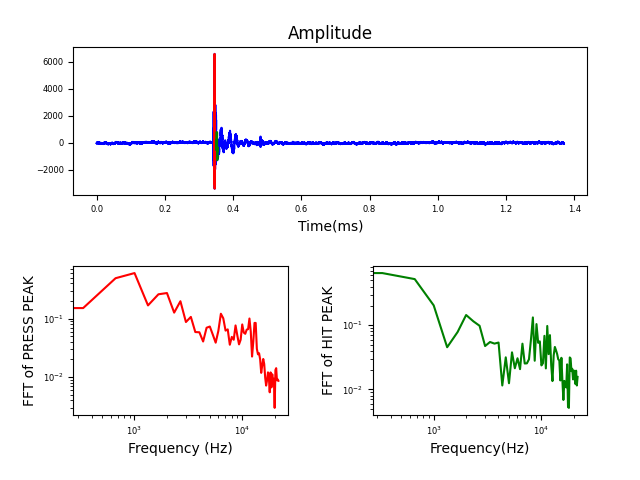 Amplitude
6000
4000
2000
0
−2000
0.0 0.2 0.4 0.6 0.8 1.0 1.2 1.4
Time(ms)
FFT of PRESS PEAK
10⁻¹
10⁻²
10³ 10⁴
Frequency (Hz)
FFT of HIT PEAK
10⁻¹
10⁻²
10³ 10⁴
Frequency(Hz)